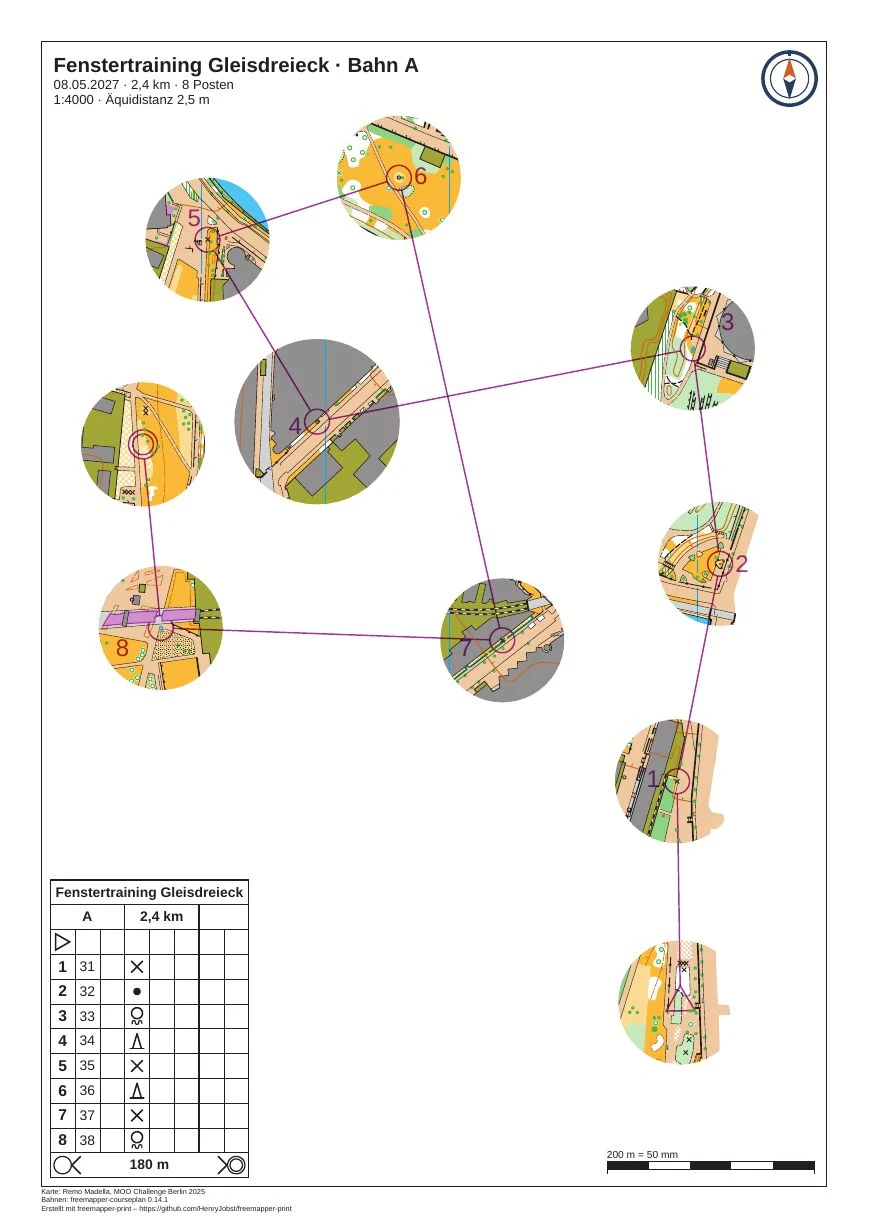 Fenstertraining Gleisdreieck · Bahn A
08.05.2027 · 2,4 km · 8 Posten
1:4000 · Äquidistanz 2,5 m
6
5
3
4
2
7
8
1
Fenstertraining Gleisdreieck
A 2,4 km
1 31
2 32
3 33
4 34
5 35
6 36
7 37
8 38
180 m
200 m = 50 mm
Karte: Remo Madella, MOO Challenge Berlin 2025
Bahnen: freemapper-courseplan 0.14.1
Erstellt mit freemapper-print – https://github.com/HenryJobst/freemapper-print